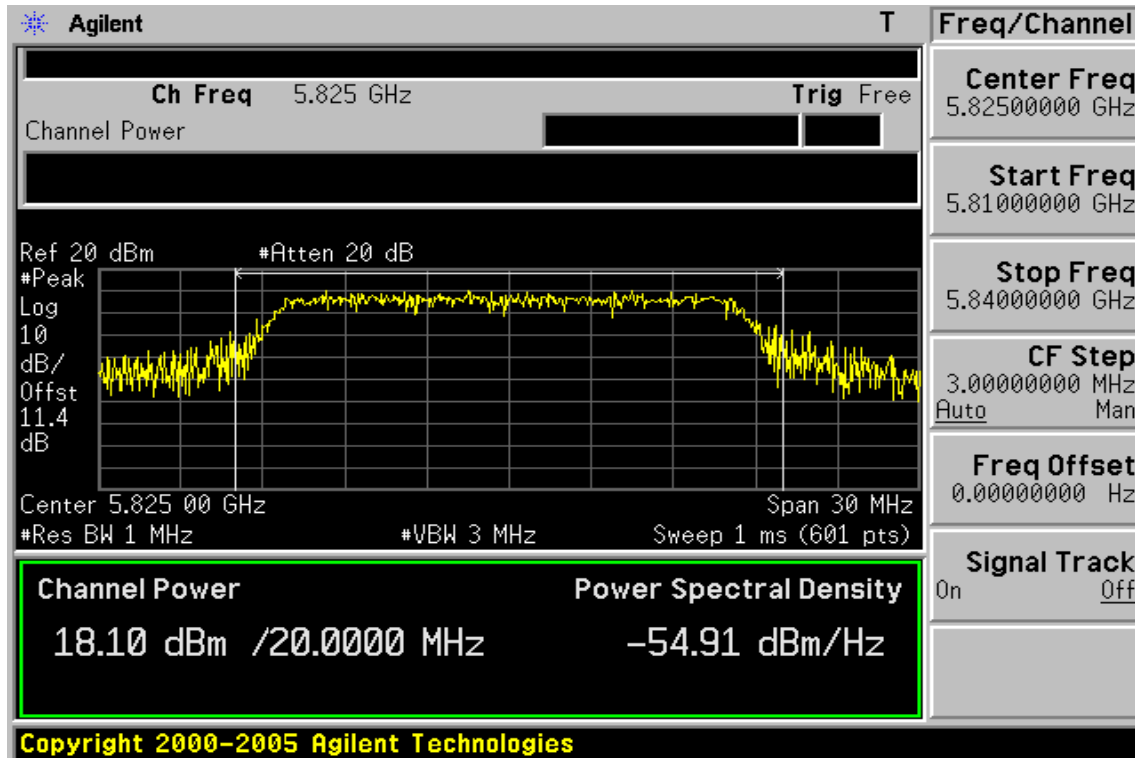 Agilent T
Freq/Channel
Ch Freq 5.825 GHz Trig Free
Channel Power
Center Freq
5.82500000 GHz
Start Freq
5.81000000 GHz
Stop Freq
5.84000000 GHz
CF Step
3.00000000 MHz
Auto Man
Freq Offset
0.00000000 Hz
Signal Track
On Off
Ref 20 dBm #Atten 20 dB
#Peak
Log
10
dB/
Offst
11.4
dB
Center 5.825 00 GHz Span 30 MHz
#Res BW 1 MHz #VBW 3 MHz Sweep 1 ms (601 pts)
Channel Power Power Spectral Density
18.10 dBm /20.0000 MHz -54.91 dBm/Hz
Copyright 2000-2005 Agilent Technologies